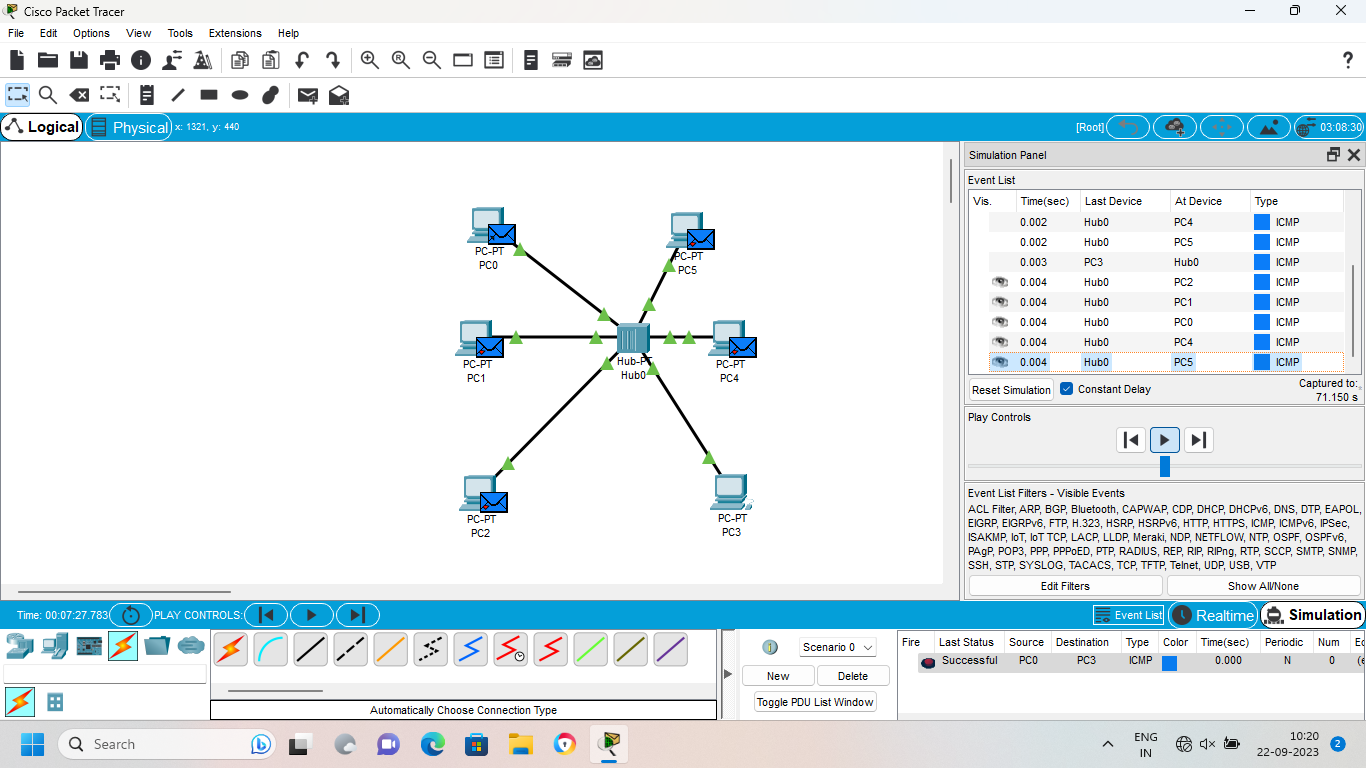 Cisco Packet Tracer
File Edit Options View Tools Extensions Help
Logical Physical x: 1321, y: 440 [Root] 03:08:30
Simulation Panel
Event List
Vis. Time(sec) Last Device At Device Type
0.002 Hub0 PC4 ICMP
0.002 Hub0 PC5 ICMP
0.003 PC3 Hub0 ICMP
0.004 Hub0 PC2 ICMP
0.004 Hub0 PC1 ICMP
0.004 Hub0 PC0 ICMP
0.004 Hub0 PC4 ICMP
0.004 Hub0 PC5 ICMP
Reset Simulation Constant Delay Captured to:
71.150 s
Play Controls
Event List Filters - Visible Events
ACL Filter, ARP, BGP, Bluetooth, CAPWAP, CDP, DHCP, DHCPv6, DNS, DTP, EAPOL,
EIGRP, EIGRPv6, FTP, H.323, HSRP, HSRPv6, HTTP, HTTPS, ICMP, ICMPv6, IPSec,
ISAKMP, IoT, IoT TCP, LACP, LLDP, Meraki, NDP, NETFLOW, NTP, OSPF, OSPFv6,
PAgP, POP3, PPP, PPPoED, PTP, RADIUS, REP, RIP, RIPng, RTP, SCCP, SMTP, SNMP,
SSH, STP, SYSLOG, TACACS, TCP, TFTP, Telnet, UDP, USB, VTP
Edit Filters Show All/None
PC-PT
PC0
PC-PT
PC5
PC-PT
PC1
Hub-PT
Hub0
PC-PT
PC4
PC-PT
PC2
PC-PT
PC3
Time: 00:07:27.783 PLAY CONTROLS: Event List Realtime Simulation
Scenario 0
New Delete
Toggle PDU List Window
Automatically Choose Connection Type
Fire Last Status Source Destination Type Color Time(sec) Periodic Num Ec
Successful PC0 PC3 ICMP 0.000 N 0 (e
Search
ENG
IN
10:20
22-09-2023
2